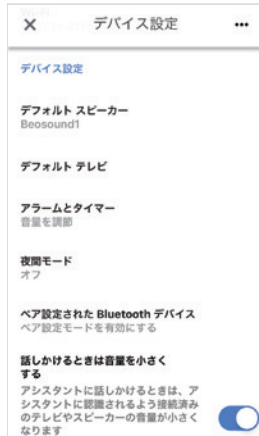 デバイス設定
デバイス設定
デフォルト スピーカー
Beosound1
デフォルト テレビ
アラームとタイマー
音量を調節
夜間モード
オフ
ペア設定された Bluetooth デバイス
ペア設定モードを有効にする
話しかけるときは音量を小さく
する
アシスタントに話しかけるときは、ア
シスタントに認識されるよう接続済み
のテレビやスピーカーの音量が小さく
なります